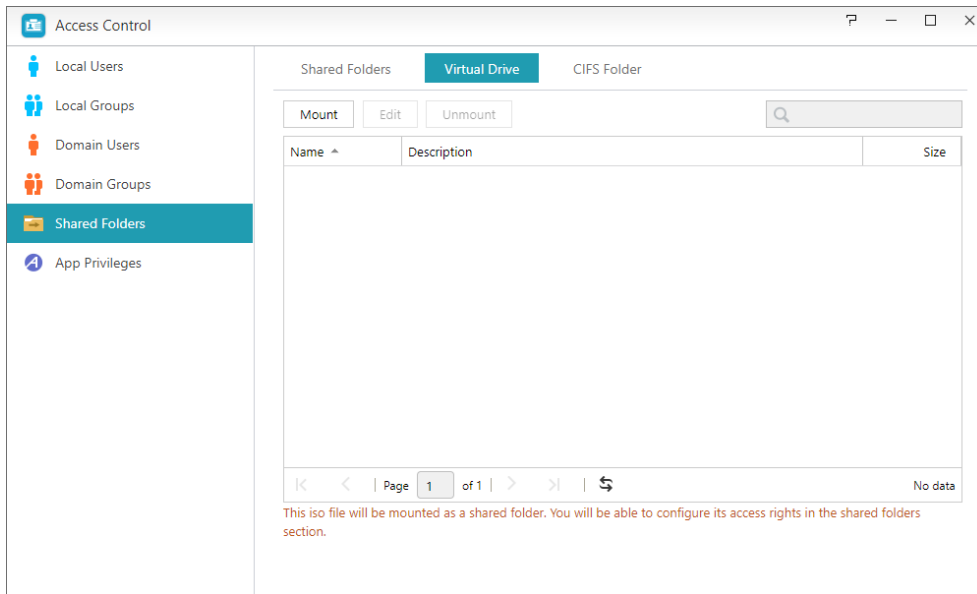 Access Control
Local Users
Local Groups
Domain Users
Domain Groups
Shared Folders
App Privileges
Shared Folders Virtual Drive CIFS Folder
Mount Edit Unmount
Name Description Size
Page 1 of 1 No data
This iso file will be mounted as a shared folder. You will be able to configure its access rights in the shared folders
section.